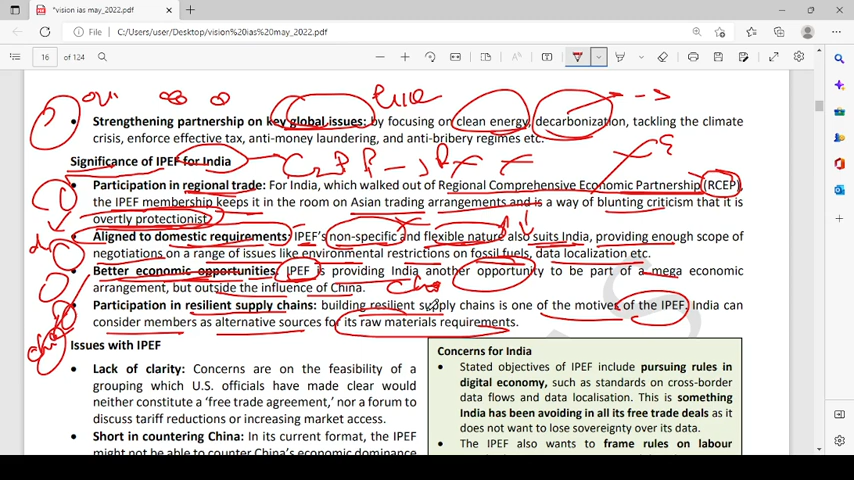 *vision ias may_2022.pdf
File C:/Users/user/Desktop/vision%20ias%20may_2022.pdf
16 of 124
• Strengthening partnership on key global issues: by focusing on clean energy, decarbonization, tackling the climate
crisis, enforce effective tax, anti-money laundering, and anti-bribery regimes etc.
Significance of IPEF for India
• Participation in regional trade: For India, which walked out of Regional Comprehensive Economic Partnership (RCEP),
the IPEF membership keeps it in the room on Asian trading arrangements and is a way of blunting criticism that it is
overtly protectionist.
• Aligned to domestic requirements: IPEF's non-specific and flexible nature also suits India, providing enough scope of
negotiation on a range of issues like environmental restrictions on fossil fuels, data localization etc.
• Better economic opportunities: IPEF is providing India another opportunity to be part of a mega economic
arrangement, but outside the influence of China.
• Participation in resilient supply chains: building resilient supply chains is one of the motives of the IPEF. India can
consider members as alternative sources for its raw materials requirements.
Issues with IPEF
• Lack of clarity: Concerns are on the feasibility of a
grouping which U.S. officials have made clear would
neither constitute a 'free trade agreement,' nor a forum to
discuss tariff reductions or increasing market access.
• Short in countering China: In its current format, the IPEF
might not be able to counter China's economic dominance
Concerns for India
• Stated objectives of IPEF include pursuing rules in
digital economy, such as standards on cross-border
data flows and data localisation. This is something
India has been avoiding in all its free trade deals as it
does not want to lose sovereignty over its data.
• The IPEF also wants to frame rules on labour